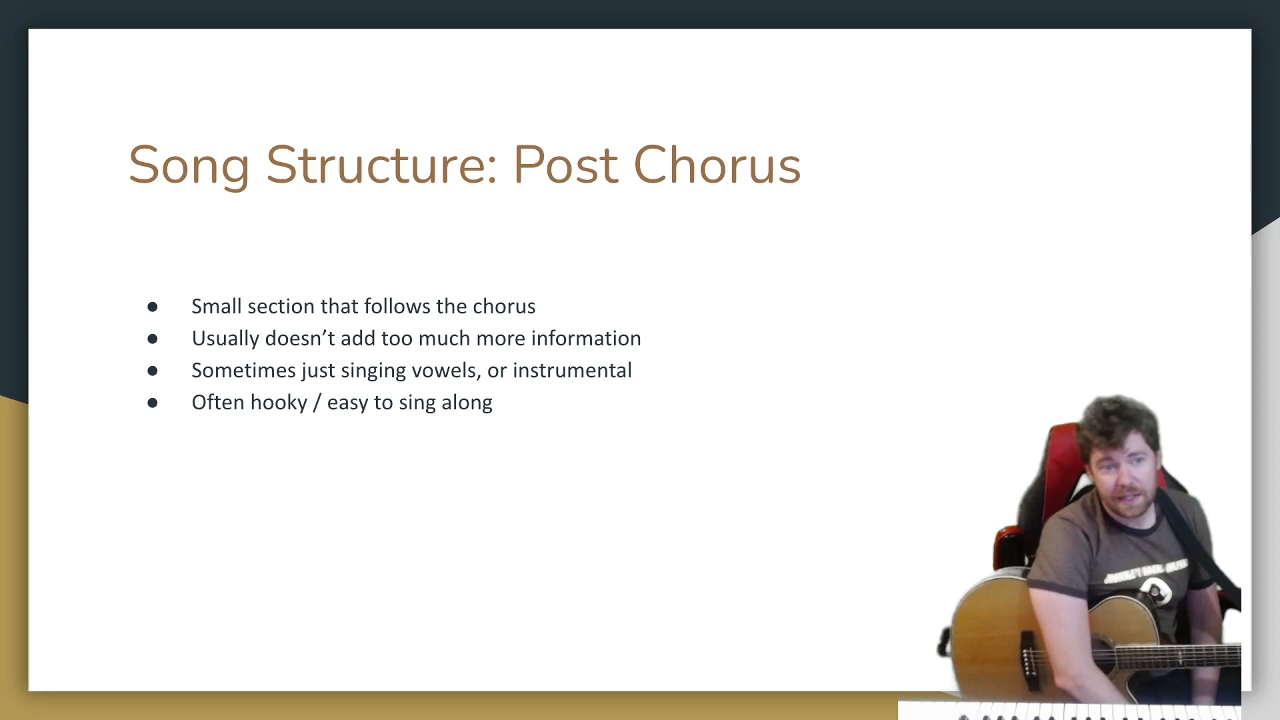 Song Structure: Post Chorus
● Small section that follows the chorus
● Usually doesn’t add too much more information
● Sometimes just singing vowels, or instrumental
● Often hooky / easy to sing along